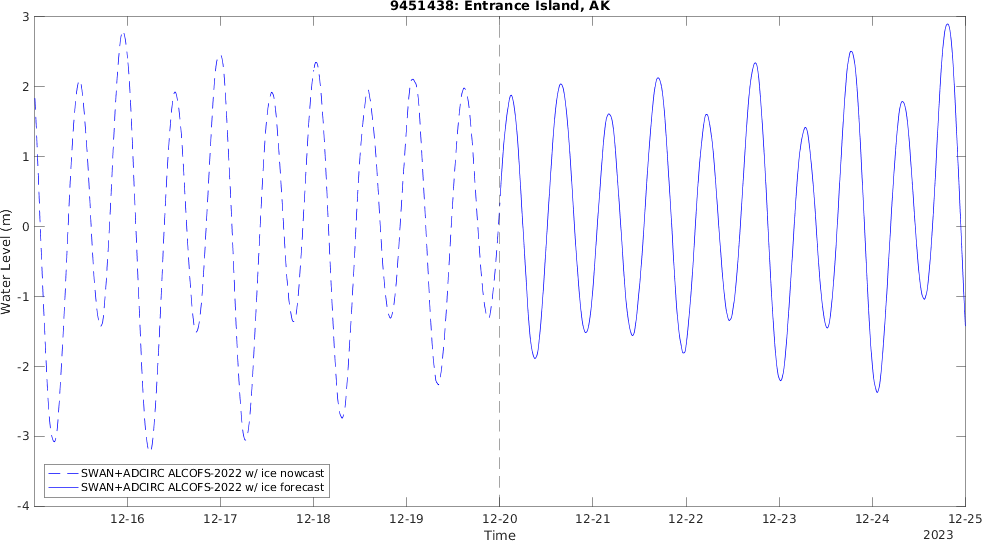 9451438: Entrance Island, AK
3
2
1
0
-1
-2
-3
-4
Water Level (m)
SWAN+ADCIRC ALCOFS-2022 w/ ice nowcast
SWAN+ADCIRC ALCOFS-2022 w/ ice forecast
12-16 12-17 12-18 12-19 12-20 12-21 12-22 12-23 12-24 12-25
Time
2023